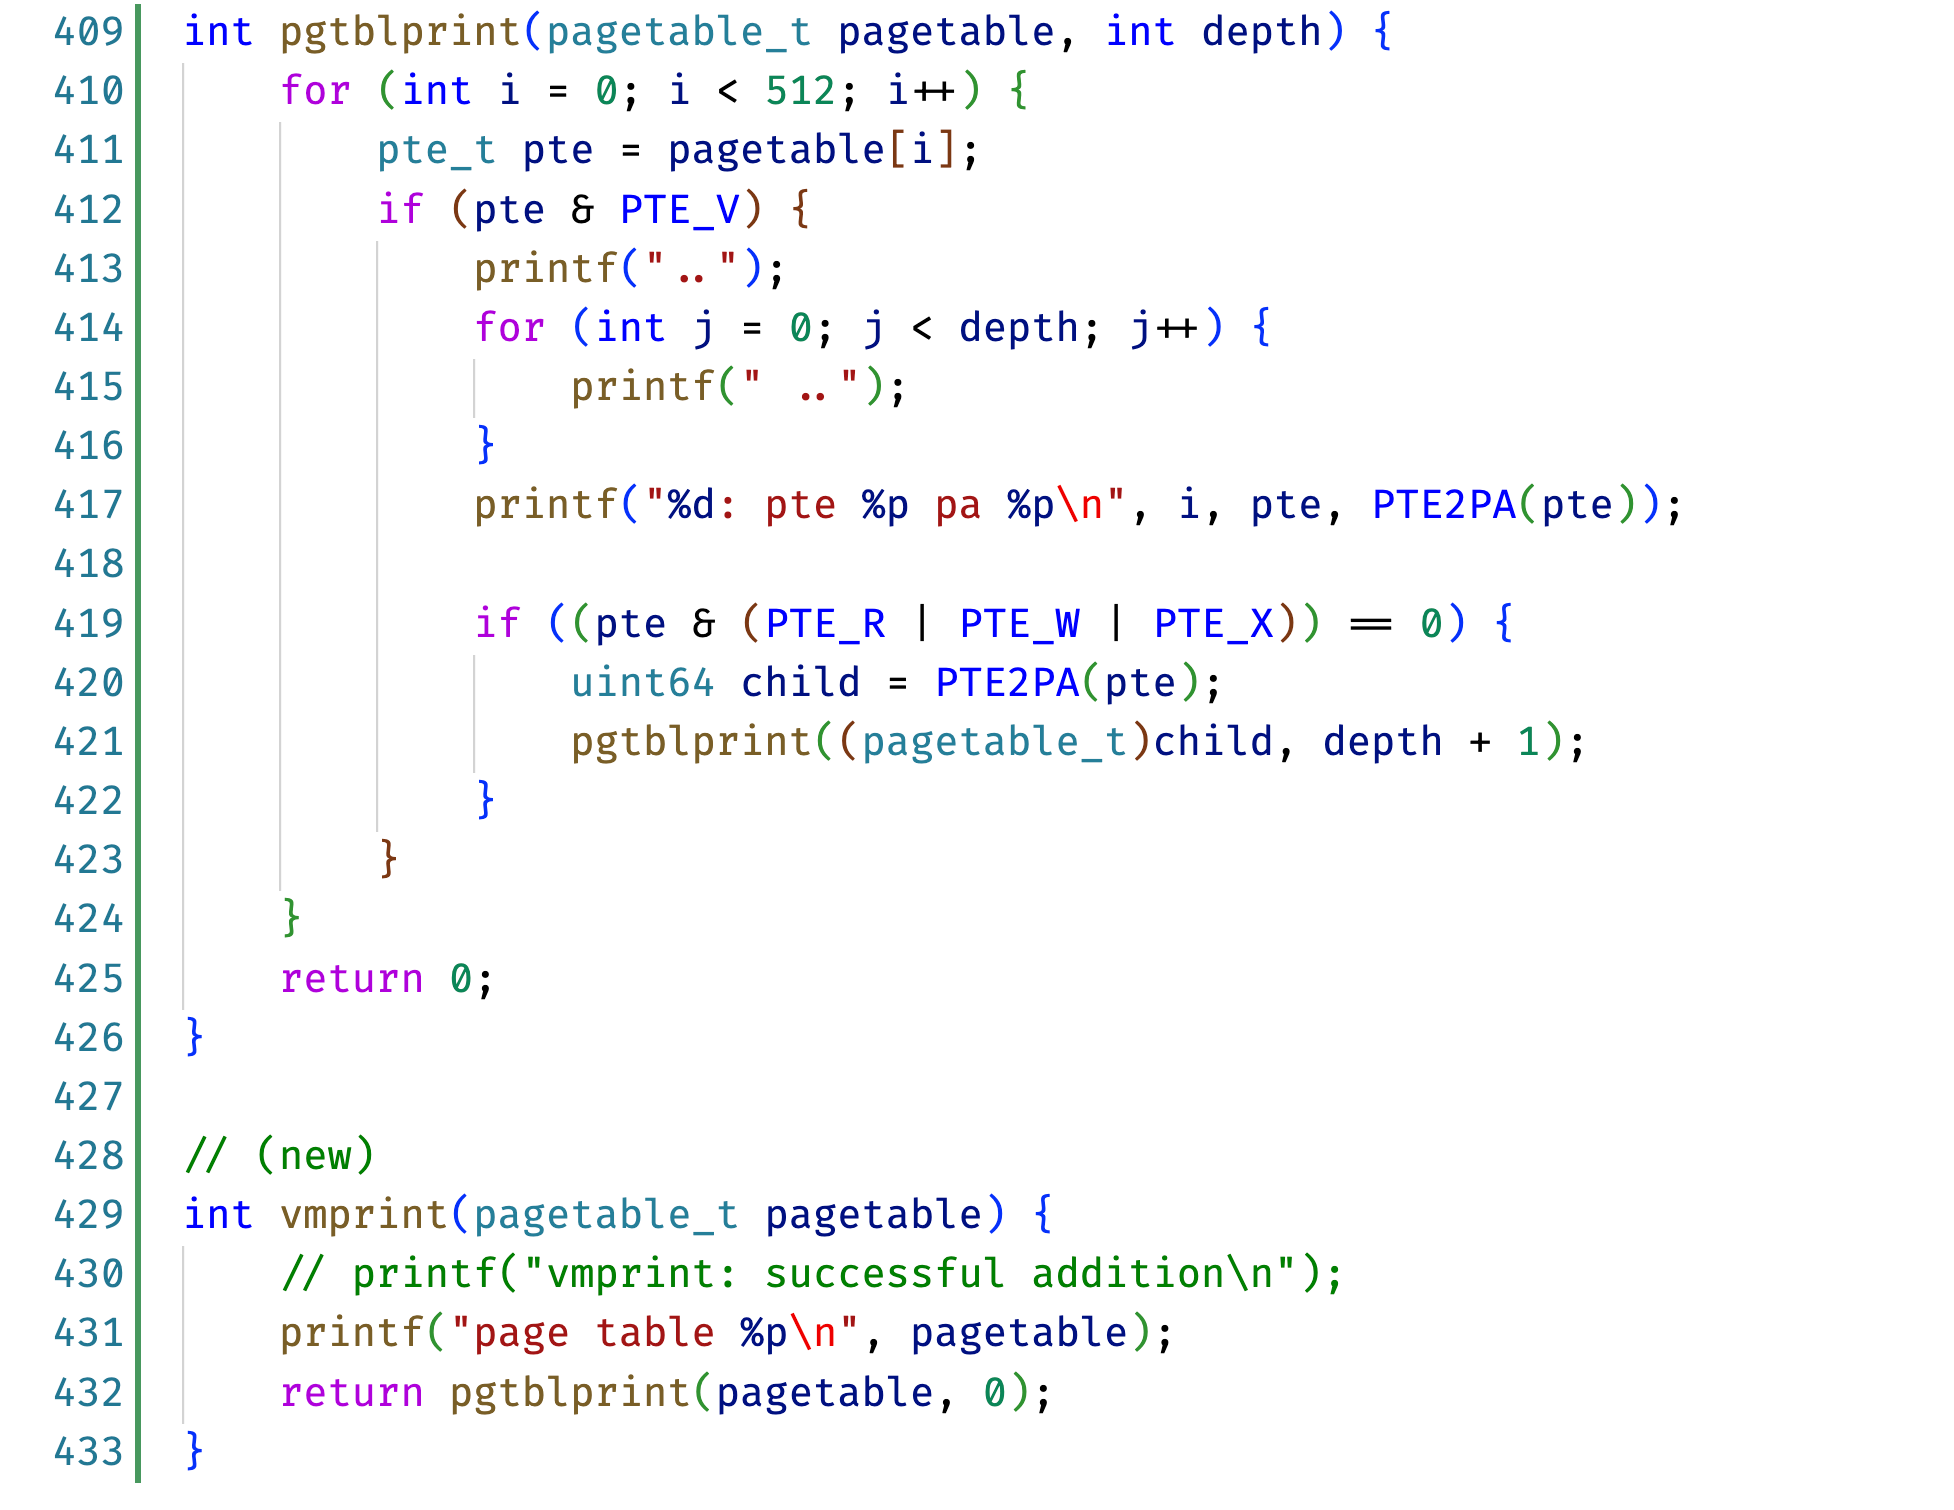 409 int pgtblprint(pagetable_t pagetable, int depth) {
410     for (int i = 0; i < 512; i++) {
411         pte_t pte = pagetable[i];
412         if (pte & PTE_V) {
413             printf("..");
414             for (int j = 0; j < depth; j++) {
415                 printf(" ..");
416             }
417             printf("%d: pte %p pa %p\n", i, pte, PTE2PA(pte));
418
419             if ((pte & (PTE_R | PTE_W | PTE_X)) == 0) {
420                 uint64 child = PTE2PA(pte);
421                 pgtblprint((pagetable_t)child, depth + 1);
422             }
423         }
424     }
425     return 0;
426 }
427
428 // (new)
429 int vmprint(pagetable_t pagetable) {
430     // printf("vmprint: successful addition\n");
431     printf("page table %p\n", pagetable);
432     return pgtblprint(pagetable, 0);
433 }